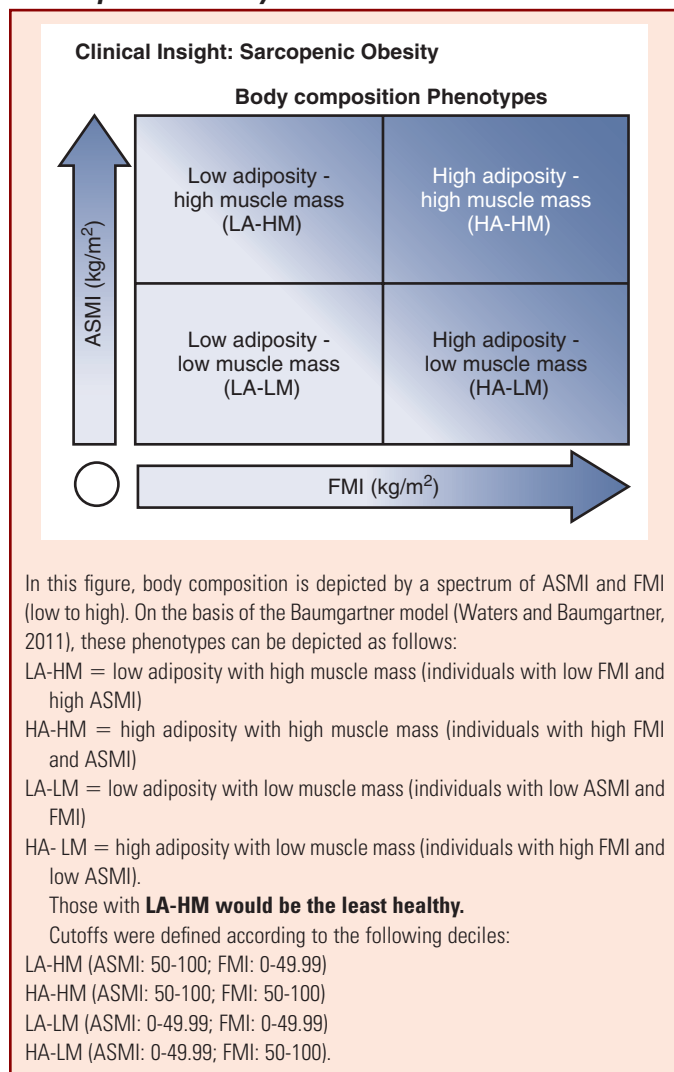 Clinical Insight: Sarcopenic Obesity
Body composition Phenotypes
ASMI (kg/m²)
Low adiposity -
high muscle mass
(LA-HM)
High adiposity -
high muscle mass
(HA-HM)
Low adiposity -
low muscle mass
(LA-LM)
High adiposity -
low muscle mass
(HA-LM)
FMI (kg/m²)
In this figure, body composition is depicted by a spectrum of ASMI and FMI
(low to high). On the basis of the Baumgartner model (Waters and Baumgartner,
2011), these phenotypes can be depicted as follows:
LA-HM = low adiposity with high muscle mass (individuals with low FMI and
high ASMI)
HA-HM = high adiposity with high muscle mass (individuals with high FMI
and ASMI)
LA-LM = low adiposity with low muscle mass (individuals with low ASMI and
FMI)
HA- LM = high adiposity with low muscle mass (individuals with high FMI and
low ASMI).
Those with LA-HM would be the least healthy.
Cutoffs were defined according to the following deciles:
LA-HM (ASMI: 50-100; FMI: 0-49.99)
HA-HM (ASMI: 50-100; FMI: 50-100)
LA-LM (ASMI: 0-49.99; FMI: 0-49.99)
HA-LM (ASMI: 0-49.99; FMI: 50-100).